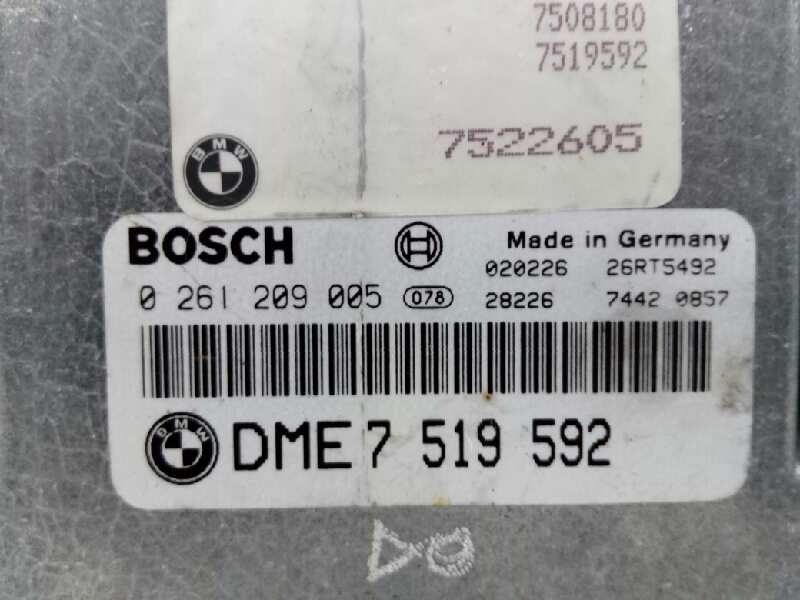 7508180
7519592
7522605
BMW
BOSCH
Made in Germany
020226 26RT5492
0 261 209 005 078 28226 7442 0857
BMW
DME 7 519 592